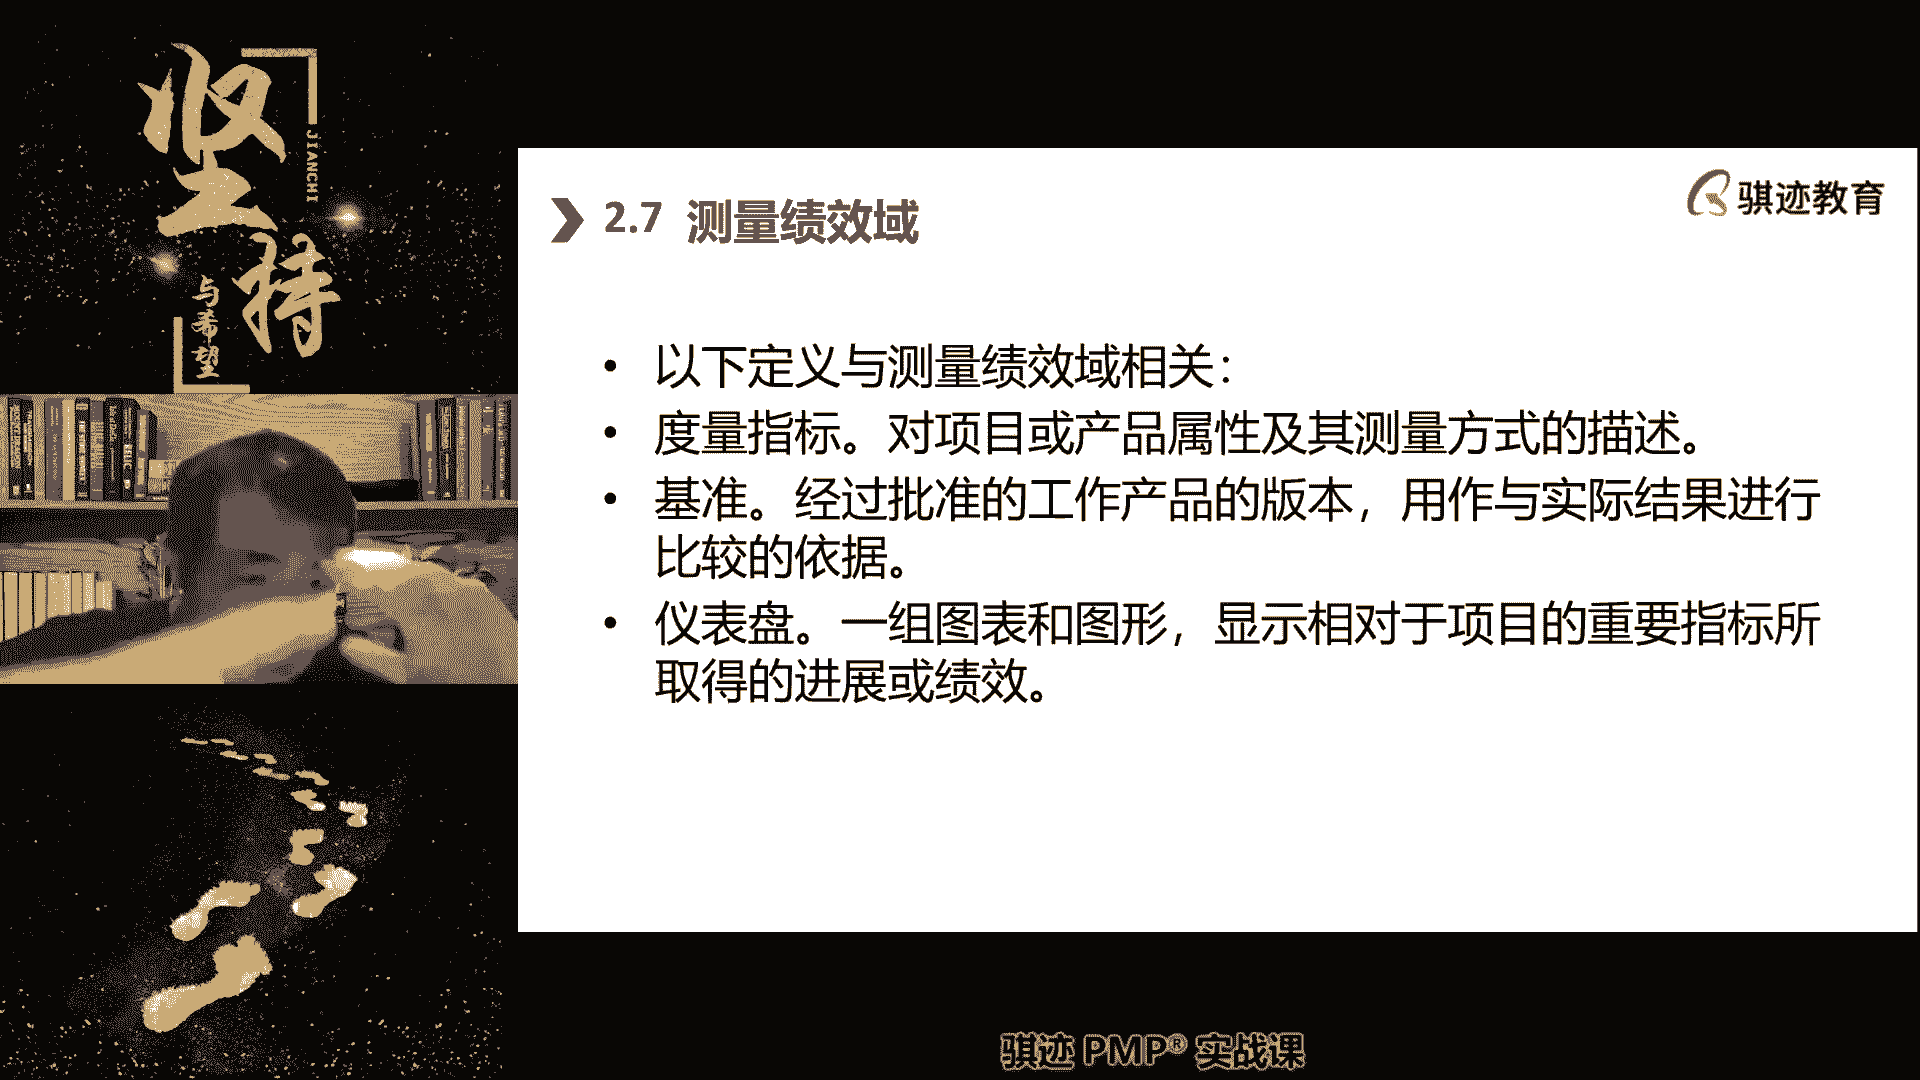 坚持
JIANCHI
与希望
骐迹教育
2.7 测量绩效域
• 以下定义与测量绩效域相关：
• 度量指标。对项目或产品属性及其测量方式的描述。
• 基准。经过批准的工作产品的版本，用作与实际结果进行
比较的依据。
• 仪表盘。一组图表和图形，显示相对于项目的重要指标所
取得的进展或绩效。
骐迹 PMP® 实战课